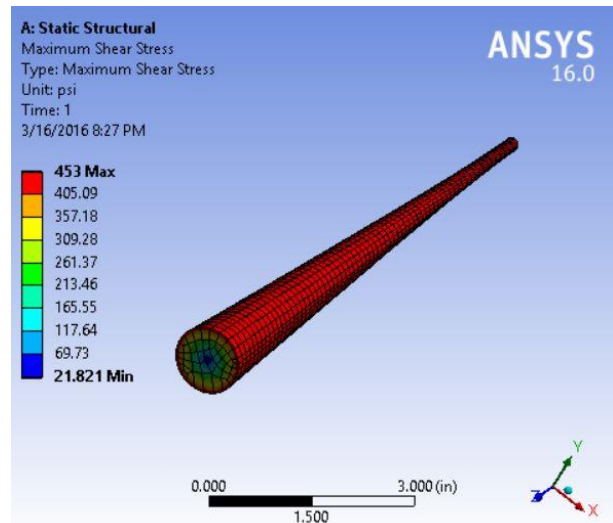 A: Static Structural
Maximum Shear Stress
Type: Maximum Shear Stress
Unit: psi
Time: 1
3/16/2016 8:27 PM
ANSYS
16.0
453 Max
405.09
357.18
309.28
261.37
213.46
165.55
117.64
69.73
21.821 Min
0.000 3.000 (in)
1.500
Y
Z
X